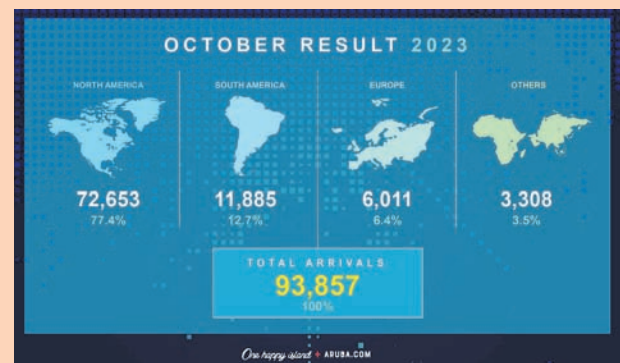 OCTOBER RESULT 2023
NORTH AMERICA
72,653
77.4%
SOUTH AMERICA
11,885
12.7%
EUROPE
6,011
6.4%
OTHERS
3,308
3.5%
TOTAL ARRIVALS
93,857
100%
One happy island + ARUBA.COM